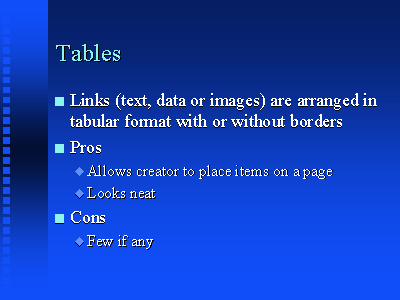 Tables
Links (text, data or images) are arranged in
tabular format with or without borders
Pros
Allows creator to place items on a page
Looks neat
Cons
Few if any